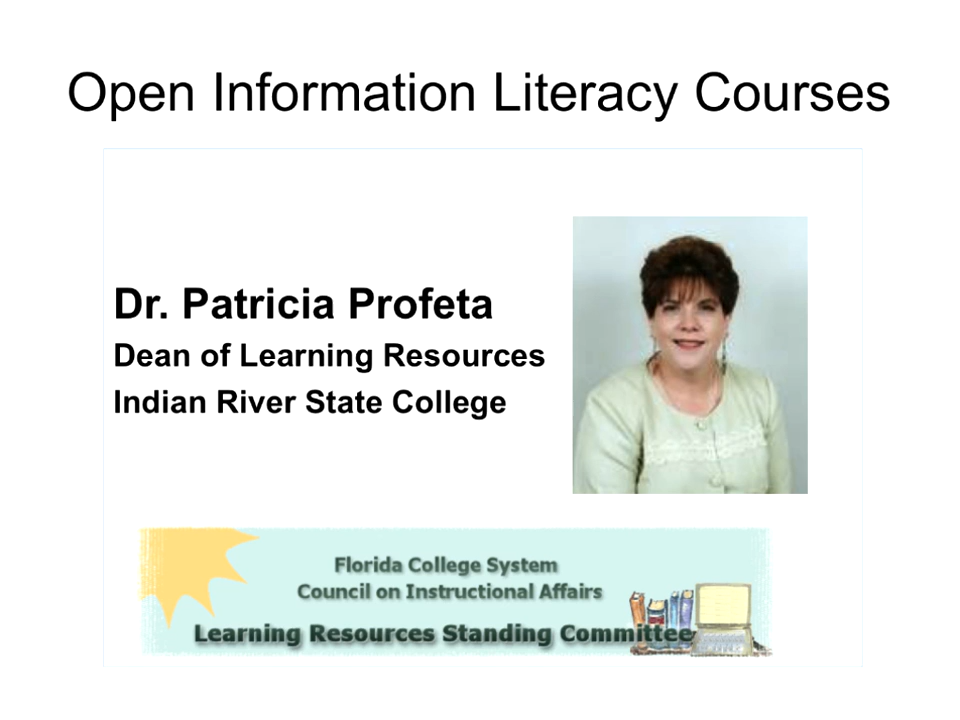 Open Information Literacy Courses
Dr. Patricia Profeta
Dean of Learning Resources
Indian River State College
Florida College System
Council on Instructional Affairs
Learning Resources Standing Committee